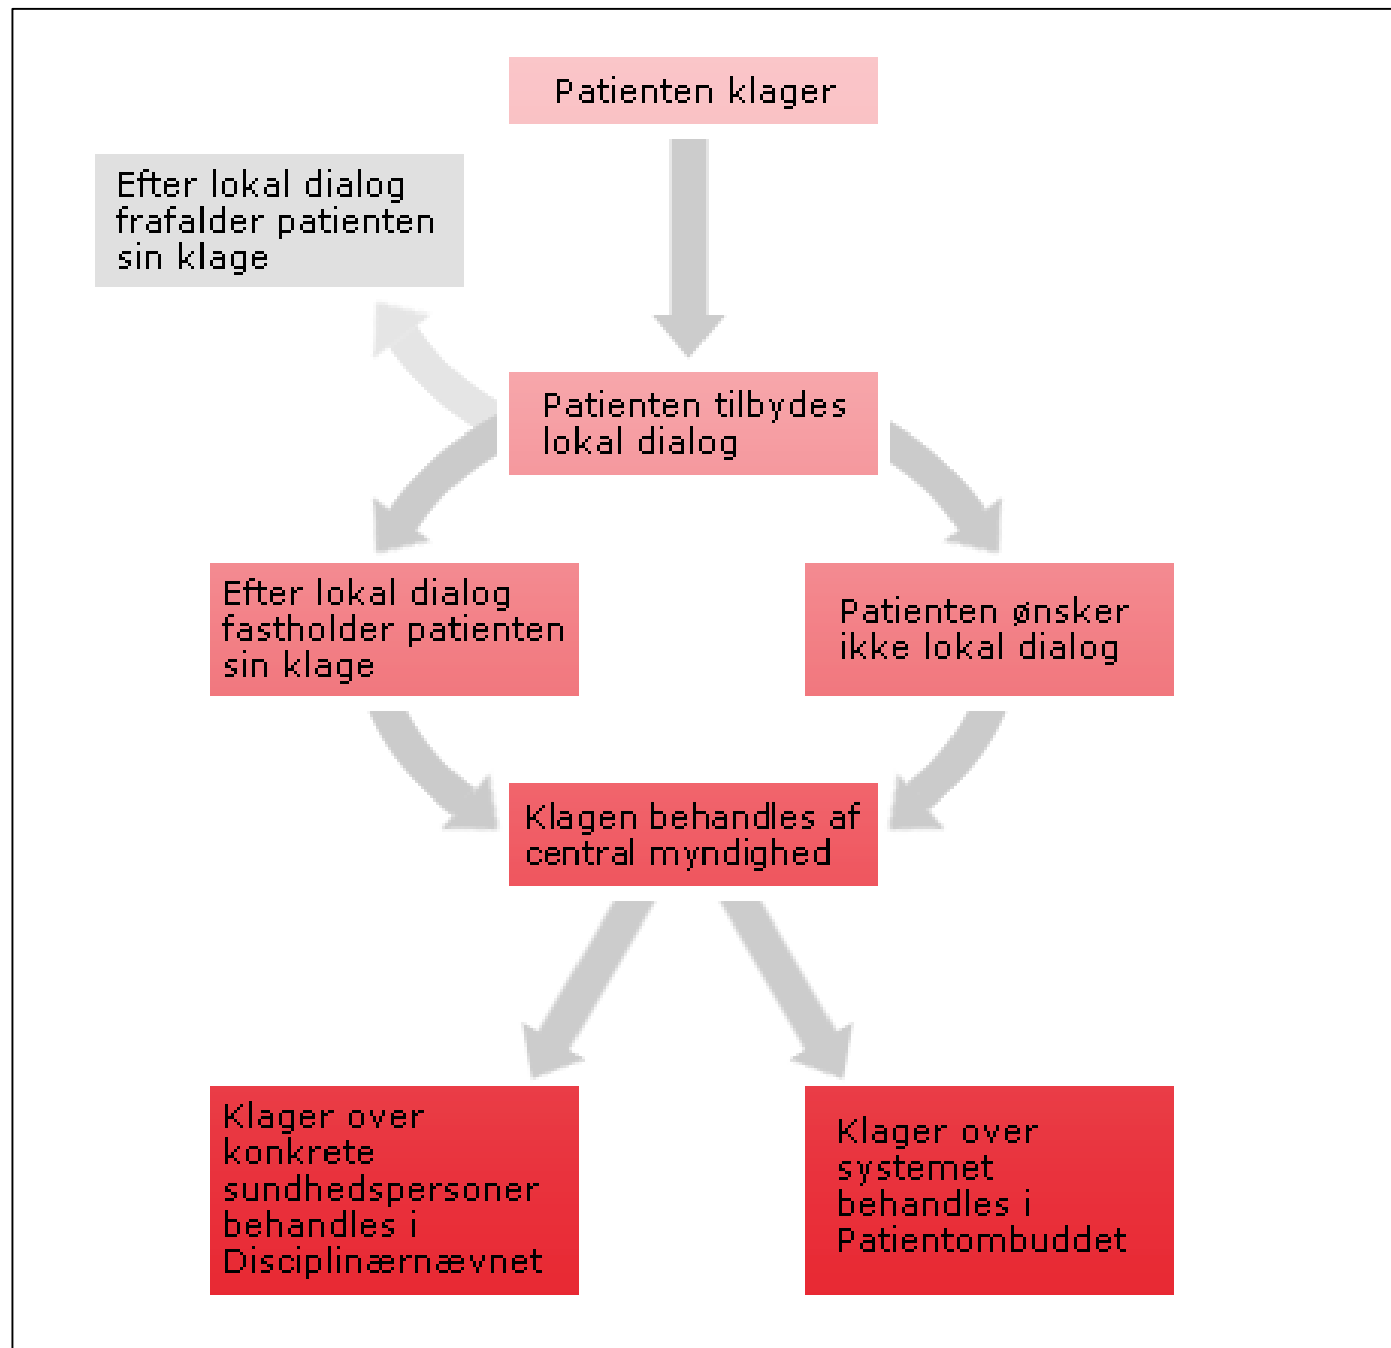 Patienten klager
Efter lokal dialog
frafalder patienten
sin klage
Patienten tilbydes
lokal dialog
Efter lokal dialog
fastholder patienten
sin klage
Patienten ønsker
ikke lokal dialog
Klagen behandles af
central myndighed
Klager over
konkrete
sundhedspersoner
behandles i
Disciplinærnævnet
Klager over
systemet
behandles i
Patientombuddet